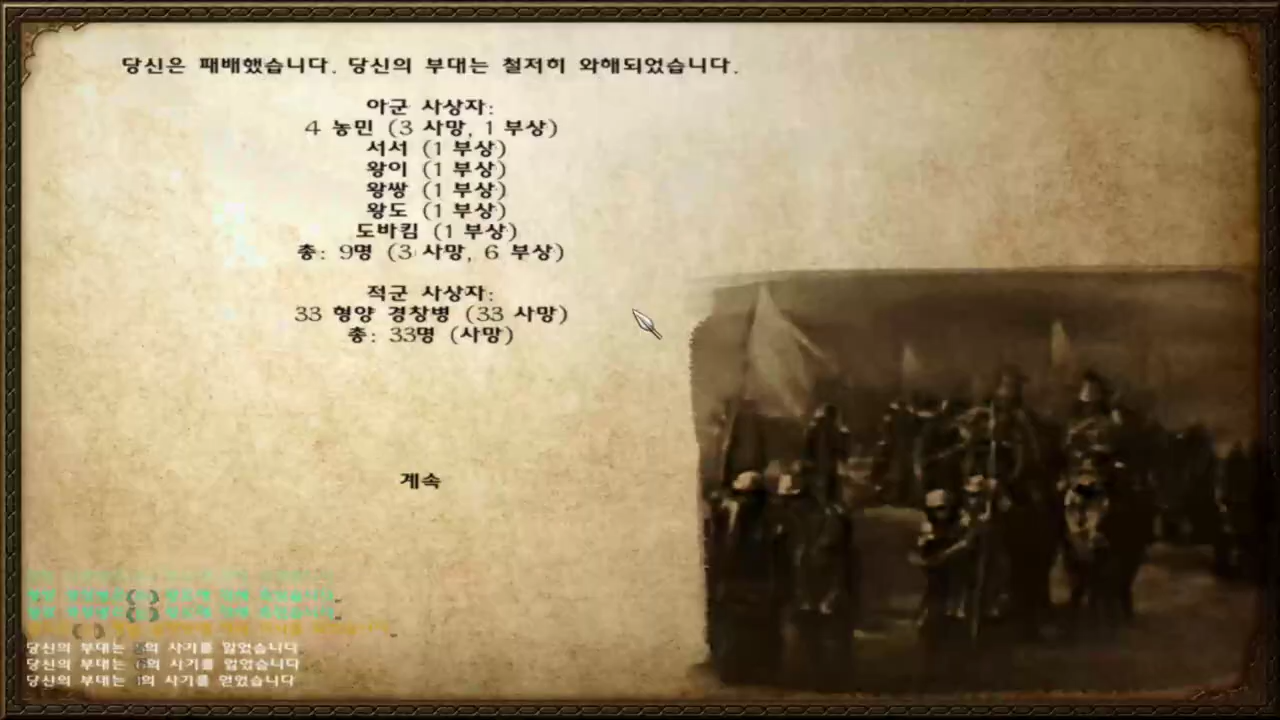 당신은 패배했습니다. 당신의 부대는 철저히 와해되었습니다.
아군 사상자:
4 농민 (3 사망, 1 부상)
서서 (1 부상)
왕이 (1 부상)
왕쌍 (1 부상)
왕도 (1 부상)
도바킴 (1 부상)
총: 9명 (3 사망, 6 부상)
적군 사상자:
33 형양 경창병 (33 사망)
총: 33명 (사망)
계속
당신의 부대는 의 사기를 잃었습니다
당신의 부대는 의 사기를
당신의 부대는 의 사기를 얻었습니다